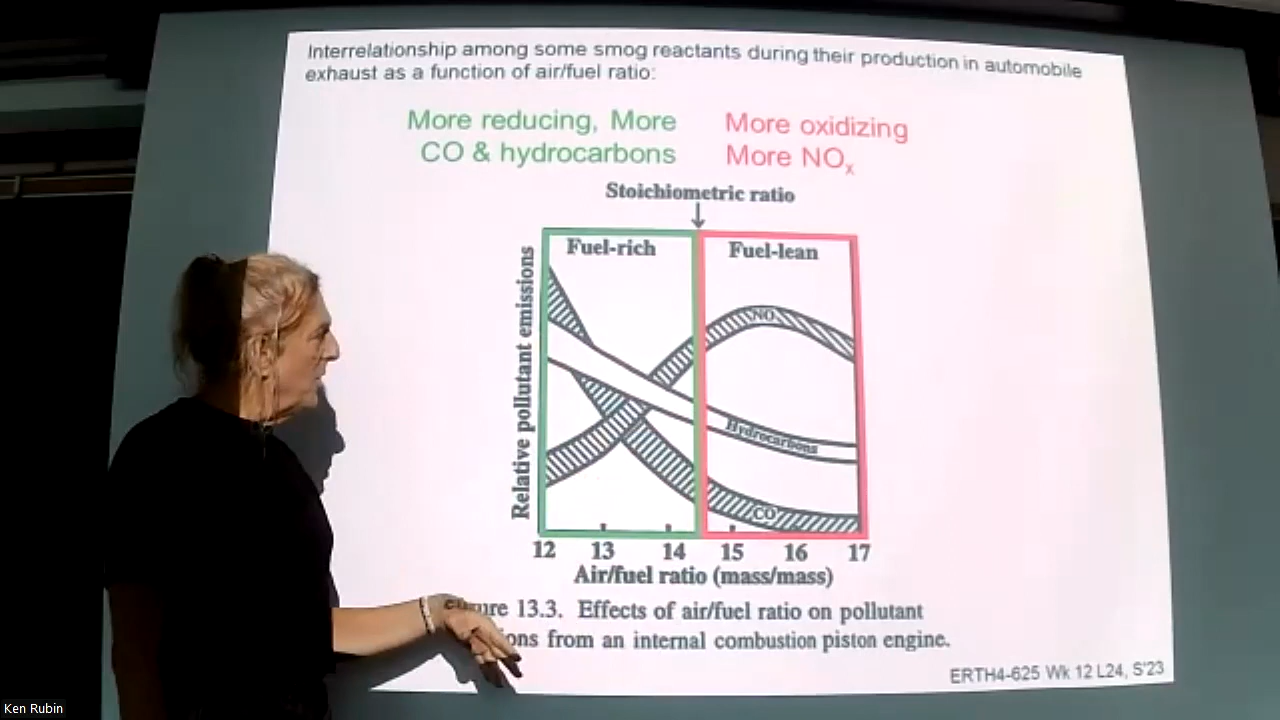 Interrelationship among some smog reactants during their production in automobile
exhaust as a function of air/fuel ratio:
More reducing, More
CO & hydrocarbons
More oxidizing
More NOx
Stoichiometric ratio
Fuel-rich
Fuel-lean
Relative pollutant emissions
NO
Hydrocarbons
CO
12 13 14 15 16 17
Air/fuel ratio (mass/mass)
13.3. Effects of air/fuel ratio on pollutant
from an internal combustion piston engine.
ERTH4-625 Wk 12 L24, S'23
Ken Rubin